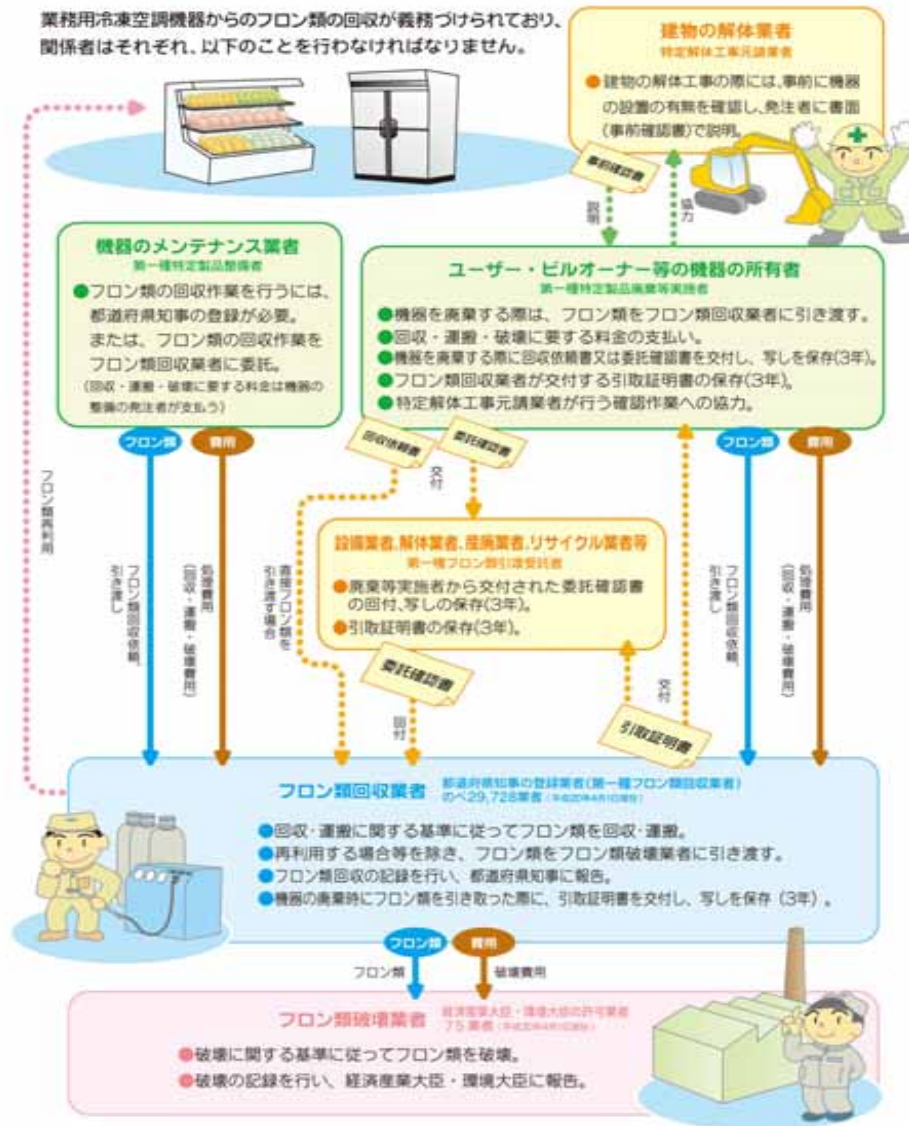 業務用冷凍空調機器からのフロン類の回収が義務づけられており、
関係者はそれぞれ、以下のことを行わなければなりません。
建物の解体業者
特定解体工事元請業者
●建物の解体工事の際には、事前に機器
の設置の有無を確認し、発注者に書面
(事前確認書)で説明。
事前確認書
説明
協力
機器のメンテナンス業者
第一種特定製品整備者
●フロン類の回収作業を行うには、
都道府県知事の登録が必要。
または、フロン類の回収作業を
フロン類回収業者に委託。
(回収・運搬・破壊に要する料金は機器の
整備の発注者が支払う)
ユーザー・ビルオーナー等の機器の所有者
第一種特定製品廃棄等実施者
●機器を廃棄する際は、フロン類をフロン類回収業者に引き渡す。
●回収・運搬・破壊に要する料金の支払い。
●機器を廃棄する際に回収依頼書又は委託確認書を交付し、写しを保存(3年)。
●フロン類回収業者が交付する引取証明書の保存(3年)。
●特定解体工事元請業者が行う確認作業への協力。
フロン類
費用
回収依頼書
委託確認書
交付
フロン類
費用
フロン類再利用
フロン類回収依頼、
引き渡し
処理費用
(回収・運搬・破壊費用)
直接フロン類を
引き渡す場合
設備業者、解体業者、産廃業者、リサイクル業者等
第一種フロン類引渡受託者
●廃棄等実施者から交付された委託確認書
の回付、写しの保存(3年)。
●引取証明書の保存(3年)。
委託確認書
回付
交付
引取証明書
フロン類回収依頼、
引き渡し
処理費用
(回収・運搬・破壊費用)
フロン類回収業者
都道府県知事の登録業者(第一種フロン類回収業者)
のべ29,728業者(平成20年4月1日現在)
●回収・運搬に関する基準に従ってフロン類を回収・運搬。
●再利用する場合等を除き、フロン類をフロン類破壊業者に引き渡す。
●フロン類回収の記録を行い、都道府県知事に報告。
●機器の廃棄時にフロン類を引き取った際に、引取証明書を交付し、写しを保存(3年)。
フロン類
費用
フロン類
破壊費用
フロン類破壊業者
経済産業大臣・環境大臣の許可業者
75業者(平成20年4月1日現在)
●破壊に関する基準に従ってフロン類を破壊。
●破壊の記録を行い、経済産業大臣・環境大臣に報告。